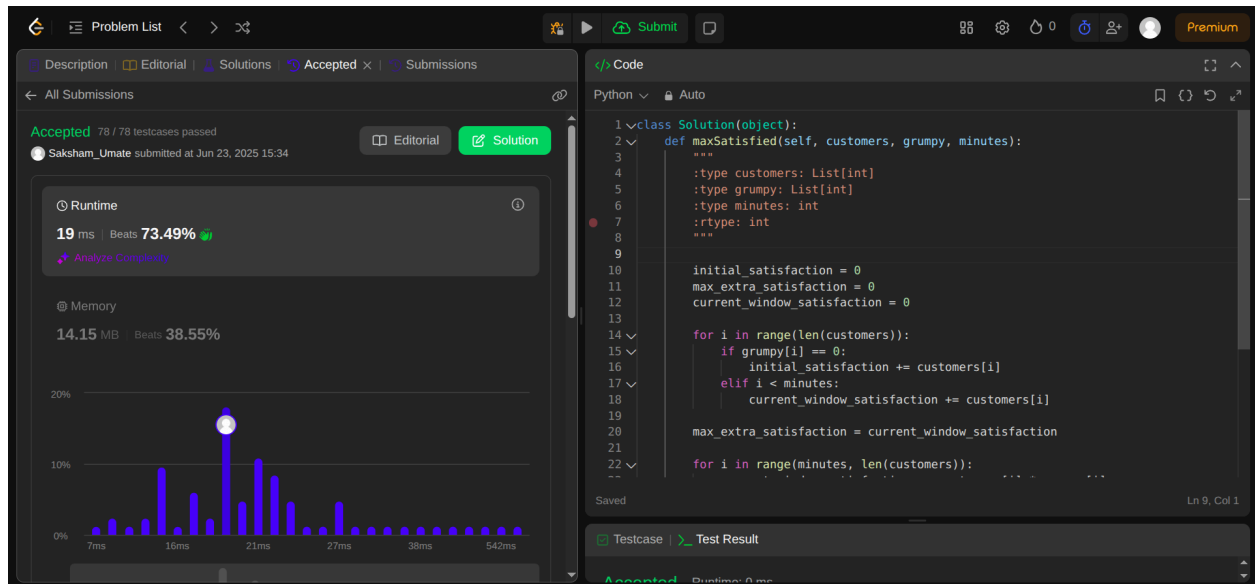 Problem List
Submit
0
Premium
Description | Editorial | Solutions | Accepted × | Submissions
All Submissions
Accepted 78 / 78 testcases passed
Saksham_Umate submitted at Jun 23, 2025 15:34
Editorial
Solution
Runtime
19 ms | Beats 73.49%
Analyze Complexity
Memory
14.15 MB | Beats 38.55%
20%
10%
0%
7ms 16ms 21ms 27ms 38ms 542ms
</> Code
Python Auto
1 class Solution(object):
2 def maxSatisfied(self, customers, grumpy, minutes):
3 """
4 :type customers: List[int]
5 :type grumpy: List[int]
6 :type minutes: int
7 :rtype: int
8 """
9
10 initial_satisfaction = 0
11 max_extra_satisfaction = 0
12 current_window_satisfaction = 0
13
14 for i in range(len(customers)):
15 if grumpy[i] == 0:
16 initial_satisfaction += customers[i]
17 elif i < minutes:
18 current_window_satisfaction += customers[i]
19
20 max_extra_satisfaction = current_window_satisfaction
21
22 for i in range(minutes, len(customers)):
Saved
Ln 9, Col 1
Testcase | >_ Test Result
Accepted Runtime: 0 ms